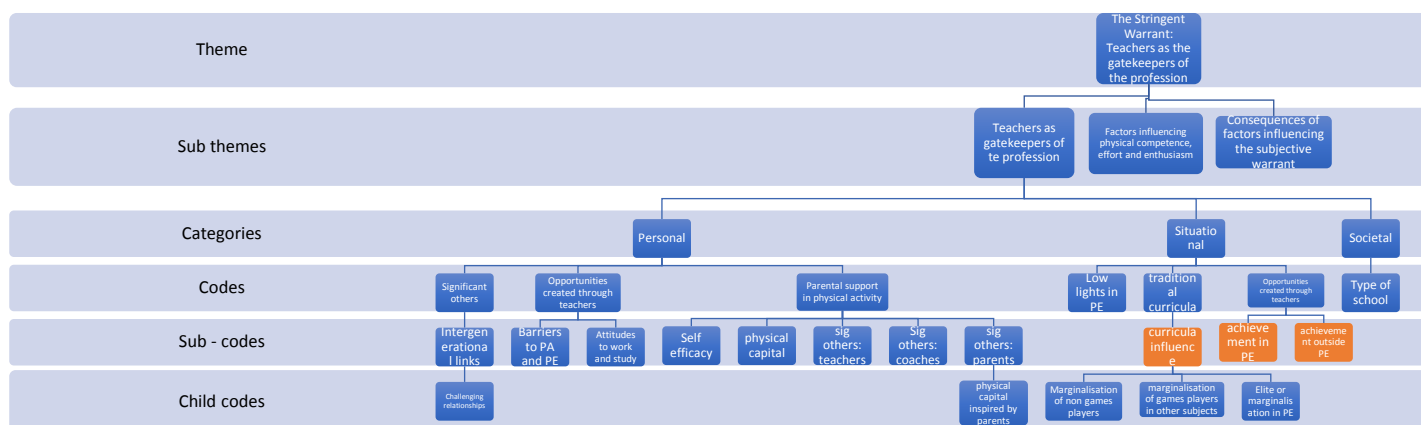 Theme
The Stringent
Warrant:
Teachers as the
gatekeepers of
the profession
Sub themes
Teachers as
gatekeepers of
te profession
Factors influencing
physical competence,
effort and enthusiasm
Consequences of
factors influencing
the subjective
warrant
Categories
Personal
Situatio
nal
Societal
Codes
Significant
others
Opportunities
created through
teachers
Parental support
in physical activity
Low
lights in PE
tradition
al curricula
Opportunities
created through
teachers
Type of
school
Sub - codes
Intergen
erationa
l links
Barriers
to PA
and PE
Attitudes
to work
and study
Self
efficacy
physical
capital
sig
others:
teachers
Sig
others:
coaches
sig
others:
parents
curricula
influenc
e
achieve
ment in
PE
achieveme
nt outside
PE
Child codes
Challenging
relationships
physical
capital
inspired by
parents
Marginalisation
of non games
players
marginalisation
of games players
in other subjects
Elite or
marginalis
ation in PE